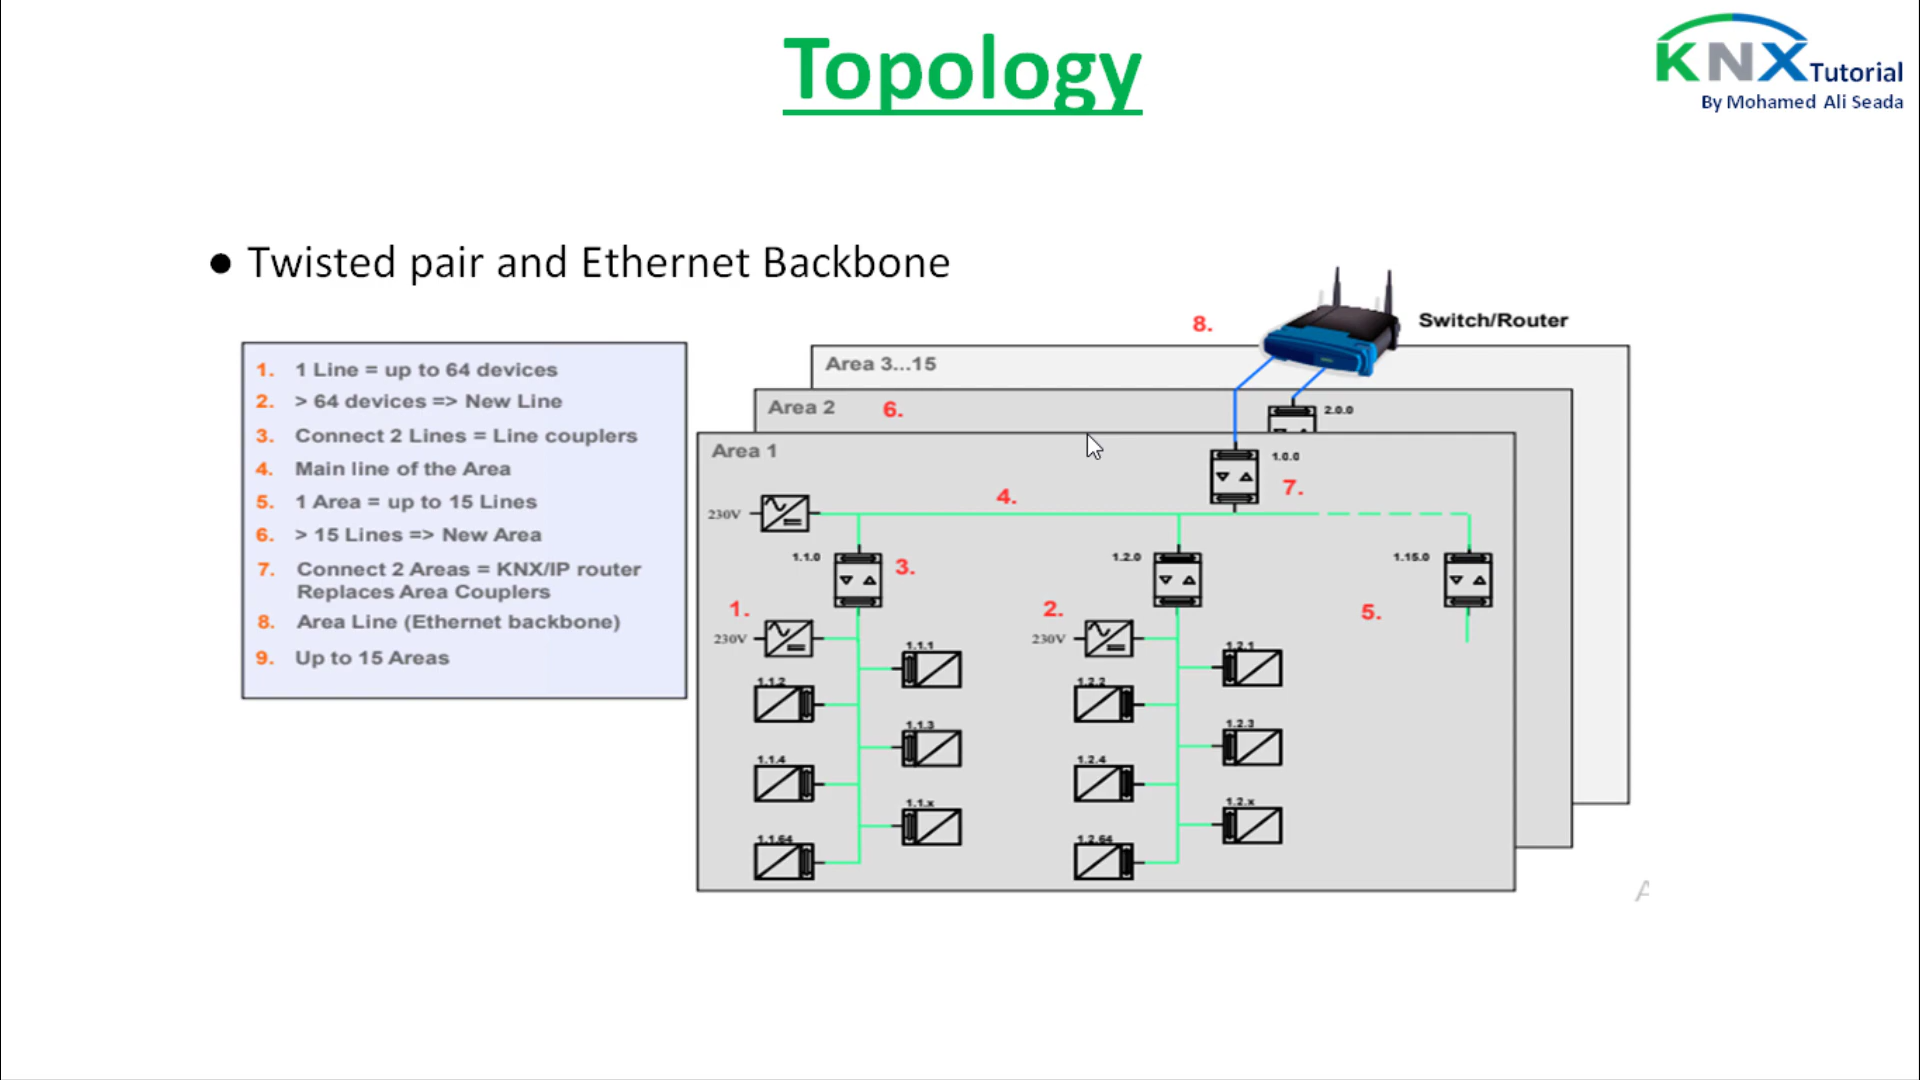 Topology
KNX Tutorial
By Mohamed Ali Seada
● Twisted pair and Ethernet Backbone
1. 1 Line = up to 64 devices
2. > 64 devices => New Line
3. Connect 2 Lines = Line couplers
4. Main line of the Area
5. 1 Area = up to 15 Lines
6. > 15 Lines => New Area
7. Connect 2 Areas = KNX/IP router
Replaces Area Couplers
8. Area Line (Ethernet backbone)
9. Up to 15 Areas
8.
Switch/Router
Area 3...15
Area 2 6.
2.0.0
Area 1
1.0.0
7.
4.
230V
1.1.0
3.
1.2.0
1.15.0
1.
2.
5.
230V
230V
1.1.1
1.2.1
1.1.2
1.2.2
1.1.3
1.2.3
1.1.4
1.2.4
1.1.x
1.2.x
1.1.64
1.2.64
A